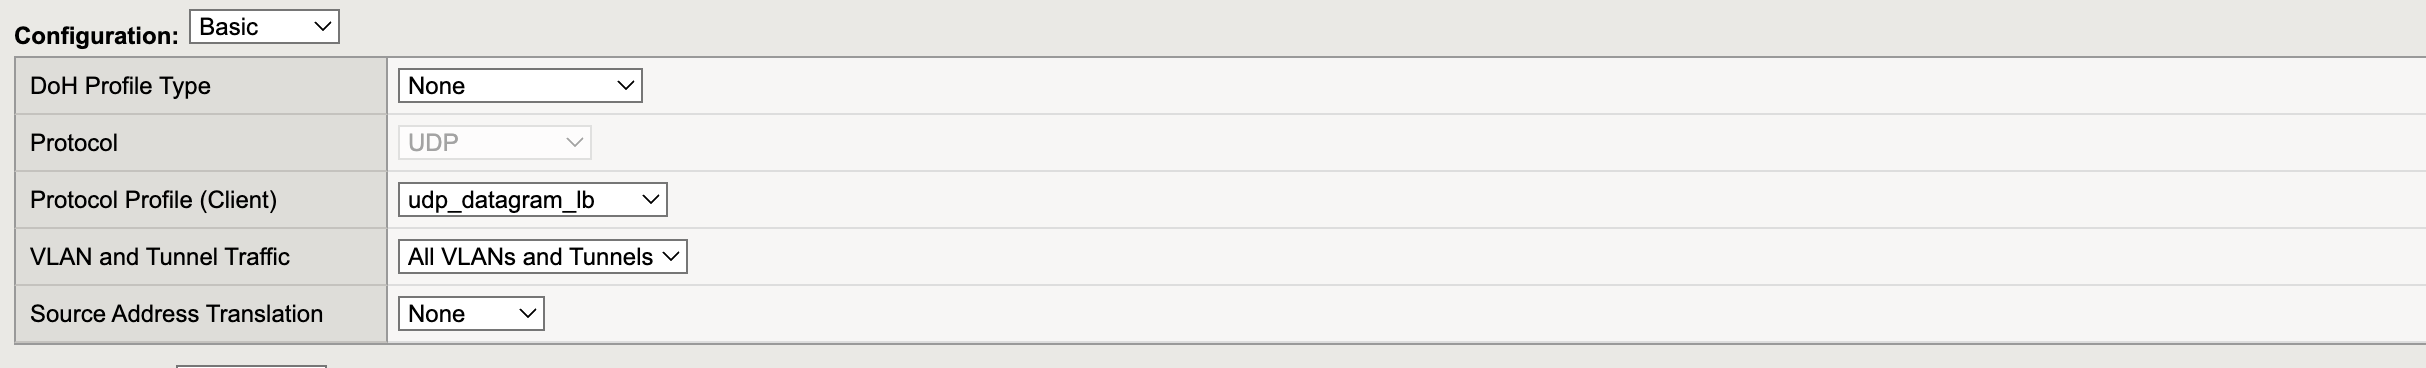 Configuration: Basic
DoH Profile Type None
Protocol UDP
Protocol Profile (Client) udp_datagram_lb
VLAN and Tunnel Traffic All VLANs and Tunnels
Source Address Translation None